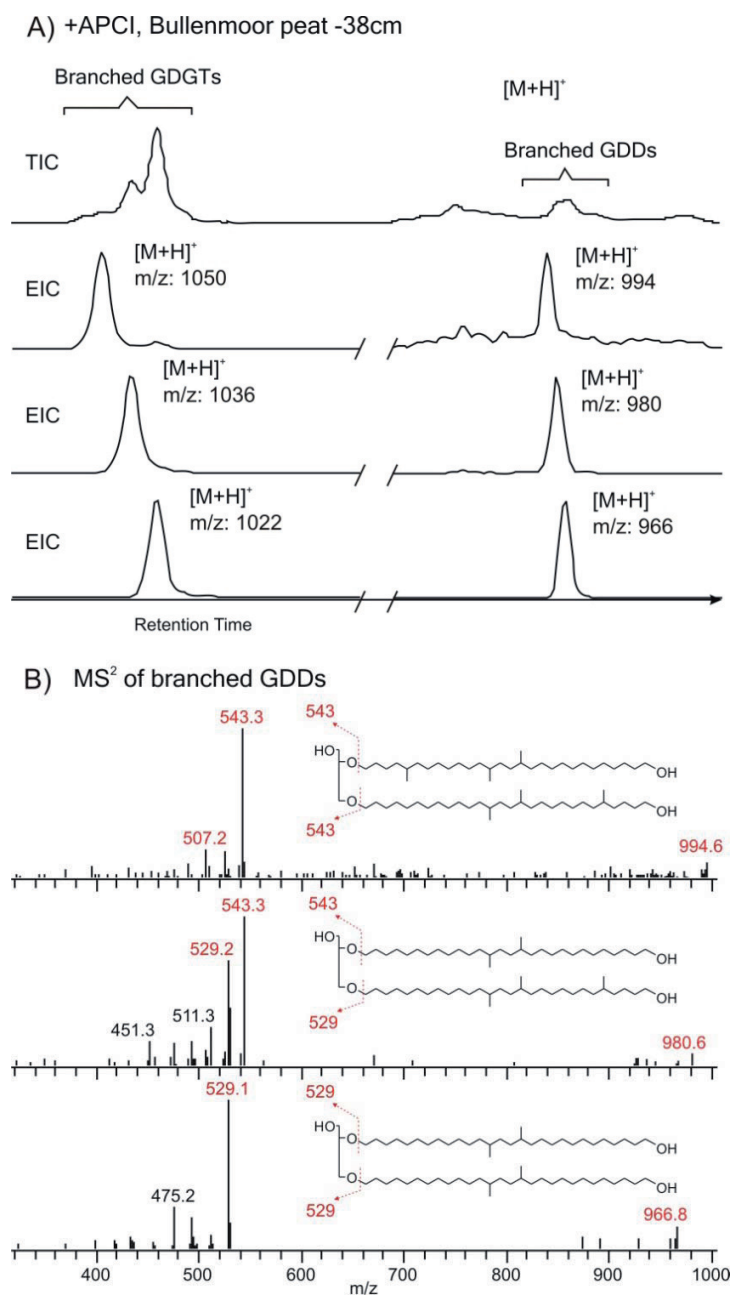 A) +APCI, Bullenmoor peat -38cm
Branched GDGTs
[M+H]+
TIC
Branched GDDs
EIC
[M+H]+
m/z: 1050
[M+H]+
m/z: 994
EIC
[M+H]+
m/z: 1036
[M+H]+
m/z: 980
EIC
[M+H]+
m/z: 1022
[M+H]+
m/z: 966
Retention Time
B) MS² of branched GDDs
543.3
543
HO
O
OH
O
OH
543
507.2
994.6
543.3
543
529.2
HO
O
OH
O
OH
529
511.3
451.3
980.6
529.1
529
HO
O
OH
O
OH
529
475.2
966.8
400 500 600 700 800 900 1000
m/z